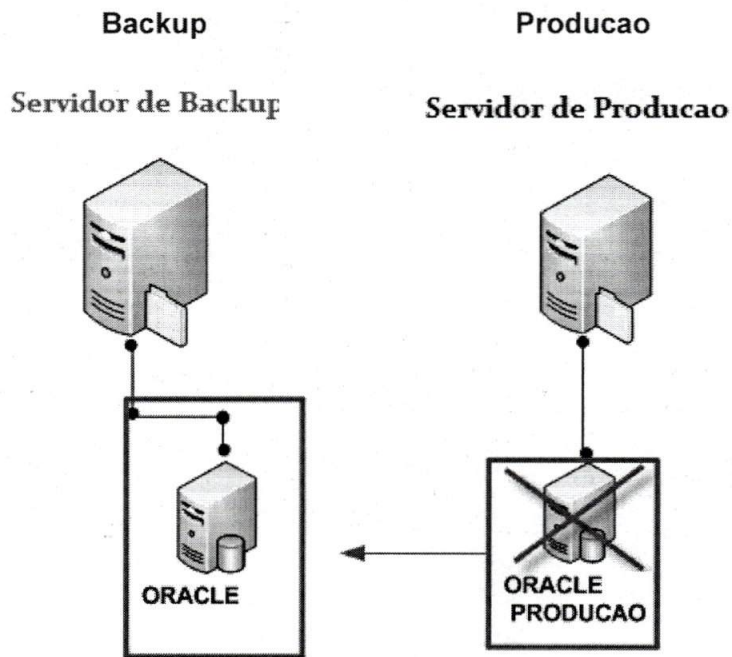 Backup
Producao
Servidor de Backup
Servidor de Producao
ORACLE
ORACLE
PRODUCAO